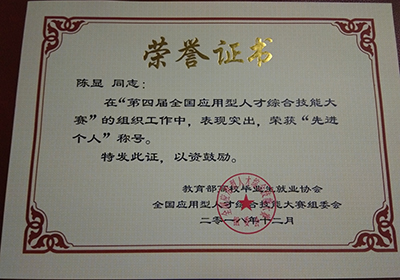 荣誉证书
陈显 同志：
在“第四届全国应用型人才综合技能大
赛”的组织工作中，表现突出，荣获“先进
个人”称号。
特发此证，以资鼓励。
教育部高校毕业生就业协会
全国应用型人才综合技能大赛组委会
二〇一八年十二月